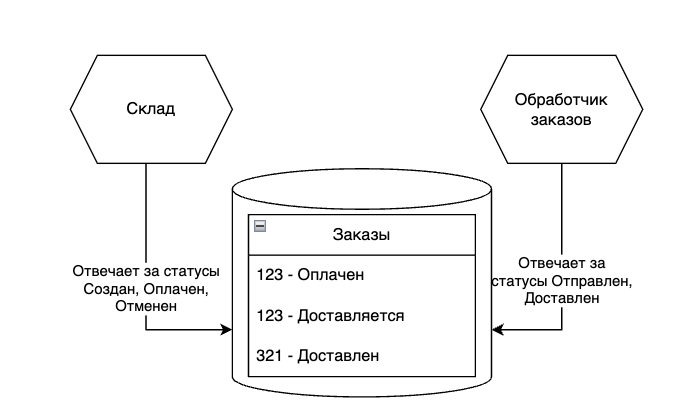 Склад
Обработчик
заказов
Заказы
123 - Оплачен
123 - Доставляется
321 - Доставлен
Отвечает за статусы
Создан, Оплачен,
Отменен
Отвечает за
статусы Отправлен,
Доставлен